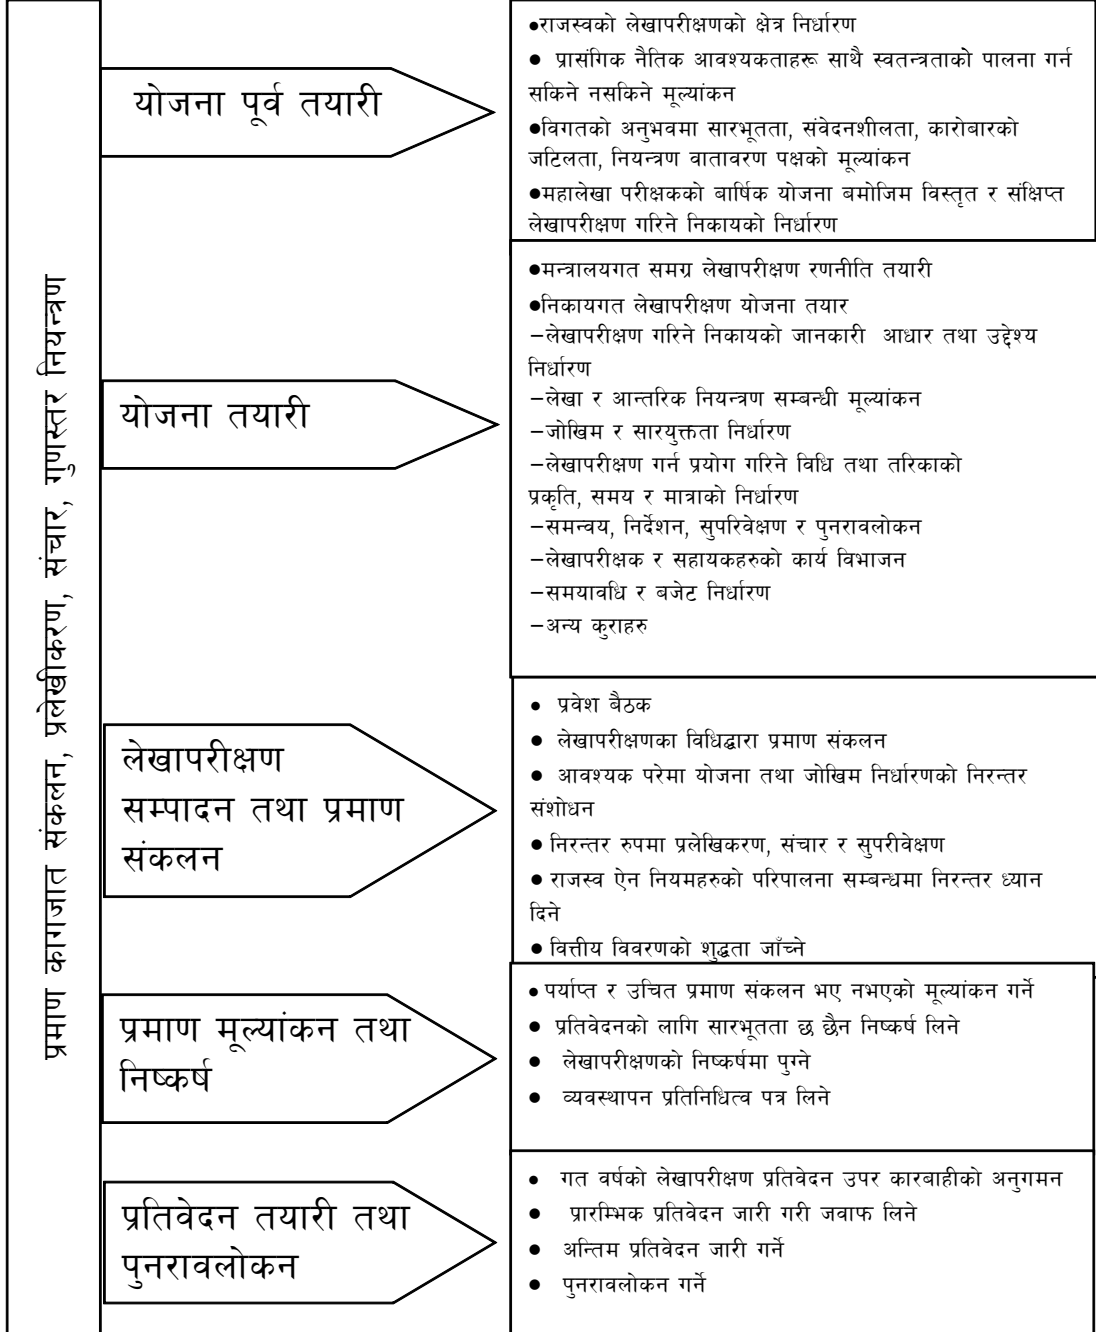 प्रमाण कागजात संकलन, प्रलेखीकरण, संचार, गुणस्तर नियन्त्रण
योजना पूर्व तयारी
●राजस्वको लेखापरीक्षणको क्षेत्र निर्धारण
● प्रासंगिक नैतिक आवश्यकताहरू साथै स्वतन्त्रताको पालना गर्न
सकिने नसकिने मूल्यांकन
●विगतको अनुभवमा सारभूतता, संवेदनशीलता, कारोबारको
जटिलता, नियन्त्रण वातावरण पक्षको मूल्यांकन
●महालेखा परीक्षकको बार्षिक योजना बमोजिम विस्तृत र संक्षिप्त
लेखापरीक्षण गरिने निकायको निर्धारण
योजना तयारी
●मन्त्रालयगत समग्र लेखापरीक्षण रणनीति तयारी
●निकायगत लेखापरीक्षण योजना तयार
–लेखापरीक्षण गरिने निकायको जानकारी आधार तथा उद्देश्य
निर्धारण
–लेखा र आन्तरिक नियन्त्रण सम्बन्धी मूल्यांकन
–जोखिम र सारयुक्तता निर्धारण
–लेखापरीक्षण गर्न प्रयोग गरिने विधि तथा तरिकाको
प्रकृति, समय र मात्राको निर्धारण
–समन्वय, निर्देशन, सुपरिवेक्षण र पुनरावलोकन
–लेखापरीक्षक र सहायकहरुको कार्य विभाजन
–समयावधि र बजेट निर्धारण
–अन्य कुराहरु
लेखापरीक्षण
सम्पादन तथा प्रमाण
संकलन
● प्रवेश बैठक
● लेखापरीक्षणका विधिद्वारा प्रमाण संकलन
● आवश्यक परेमा योजना तथा जोखिम निर्धारणको निरन्तर
संशोधन
● निरन्तर रुपमा प्रलेखिकरण, संचार र सुपरीवेक्षण
● राजस्व ऐन नियमहरुको परिपालना सम्बन्धमा निरन्तर ध्यान
दिने
● वित्तीय विवरणको शुद्धता जाँच्ने
प्रमाण मूल्यांकन तथा
निष्कर्ष
● पर्याप्त र उचित प्रमाण संकलन भए नभएको मूल्यांकन गर्ने
● प्रतिवेदनको लागि सारभूतता छ छैन निष्कर्ष लिने
● लेखापरीक्षणको निष्कर्षमा पुग्ने
● व्यवस्थापन प्रतिनिधित्व पत्र लिने
प्रतिवेदन तयारी तथा
पुनरावलोकन
● गत वर्षको लेखापरीक्षण प्रतिवेदन उपर कारबाहीको अनुगमन
● प्रारम्भिक प्रतिवेदन जारी गरी जवाफ लिने
● अन्तिम प्रतिवेदन जारी गर्ने
● पुनरावलोकन गर्ने